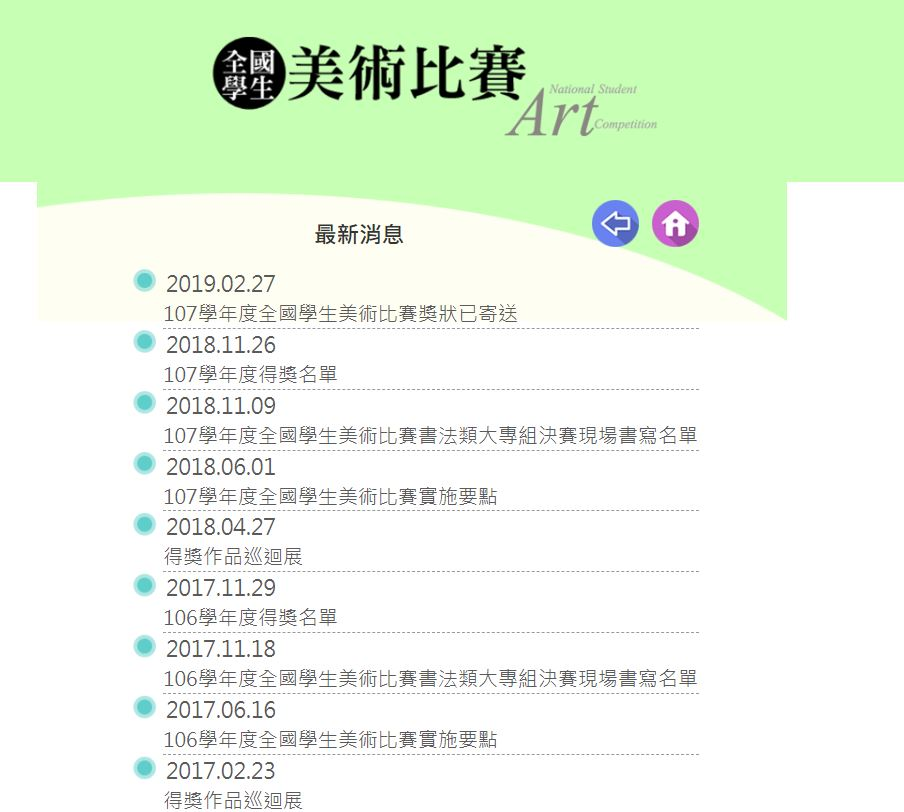 全國
學生
美術比賽
National Student
Art
Competition
最新消息
2019.02.27
107學年度全國學生美術比賽獎狀已寄送
2018.11.26
107學年度得獎名單
2018.11.09
107學年度全國學生美術比賽書法類大專組決賽現場書寫名單
2018.06.01
107學年度全國學生美術比賽實施要點
2018.04.27
得獎作品巡迴展
2017.11.29
106學年度得獎名單
2017.11.18
106學年度全國學生美術比賽書法類大專組決賽現場書寫名單
2017.06.16
106學年度全國學生美術比賽實施要點
2017.02.23
得獎作品巡迴展